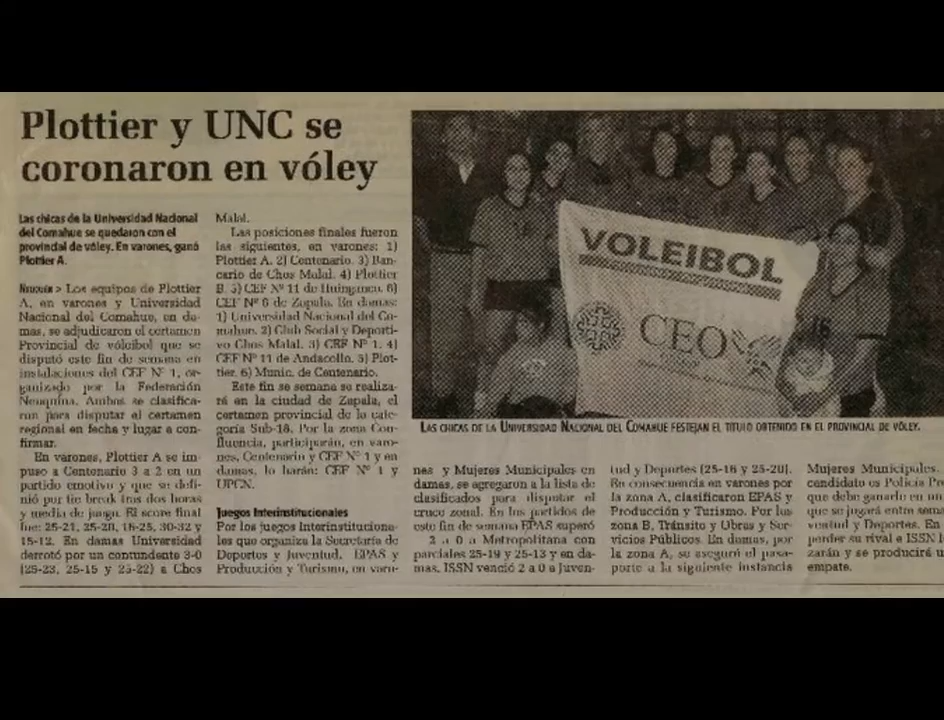 Plottier y UNC se
coronaron en vóley
Las chicas de la Universidad Nacional
del Comahue se quedaron con el
provincial de vóley. En varones, ganó
Plottier A.
NEUQUÉN > Los equipos de Plottier
A, en varones y Universidad
Nacional del Comahue, en da-
mas, se adjudicaron el certamen
Provincial de vóleibol que se
disputó este fin de semana en
instalaciones del CEF Nº 1, or-
ganizado por la Federación
Neuquina. Ambos se clasifica-
ron para disputar el certamen
regional en fecha y lugar a con-
firmar.
En varones, Plottier A se im-
puso a Centenario 3 a 2 en un
partido emotivo y que se defi-
nió por tie break tras dos horas
y media de juego. El score final
fue: 25-21, 25-20, 16-25, 30-32 y
15-12. En damas Universidad
derrotó por un contundente 3-0
(25-23, 25-15 y 25-22) a Chos
Malal.
Las posiciones finales fueron
las siguientes, en varones: 1)
Plottier A. 2) Centenario. 3) Ban-
cario de Chos Malal. 4) Plottier
B. 5) CEF Nº 11 de Huinganco. 6)
CEF Nº 6 de Zapala. En damas:
1) Universidad Nacional del Co-
mahue. 2) Club Social y Deporti-
vo Chos Malal. 3) CEF Nº 1. 4)
CEF Nº 11 de Andacollo. 5) Plot-
tier. 6) Munic. de Centenario.
Este fin se semana se realiza-
rá en la ciudad de Zapala, el
certamen provincial de la cate-
goría Sub-18. Por la zona Con-
fluencia, participarán, en varo-
nes, Centenario y CEF Nº 1 y en
damas, lo harán: CEF Nº 1 y
UPCN.
Juegos Interinstitucionales
Por los juegos Interinstituciona-
les que organiza la Secretaría de
Deportes y Juventud, EPAS y
Producción y Turismo, en varo-
VOLEIBOL
CEO
16
LAS CHICAS DE LA UNIVERSIDAD NACIONAL DEL COMAHUE FESTEJAN EL TITULO OBTENIDO EN EL PROVINCIAL DE VÓLEY.
nes y Mujeres Municipales en
damas, se agregaron a la lista de
clasificados para disputar el
cruce zonal. En los partidos de
este fin de semana EPAS superó
2 a 0 a Metropolitana con
parciales 25-19 y 25-13 y en da-
mas, ISSN venció 2 a 0 a Juven-
tud y Deportes (25-16 y 25-20).
En consecuencia en varones por
la zona A, clasificaron EPAS y
Producción y Turismo. Por las
zona B, Tránsito y Obras y Ser-
vicios Públicos. En damas, por
la zona A, se aseguró el pasa-
porte a la siguiente instancia
Mujeres Municipales.
candidato es Policía
que debe ganarle en un
que se jugará entre
ventud y Deportes. En
perder su rival e ISSN
zarán y se producirá
empate.